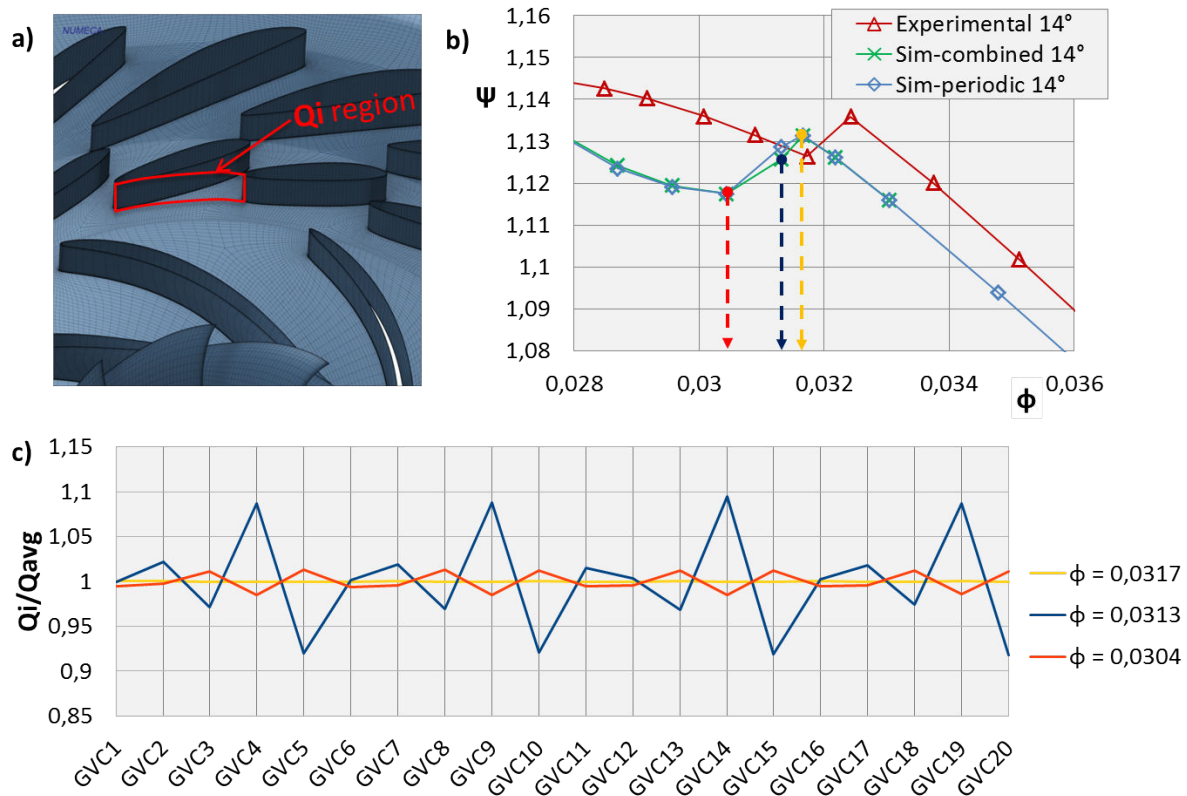 a)
NUMECA
Qi region
b)
Ψ
1,16
1,15
1,14
1,13
1,12
1,11
1,1
1,09
1,08
0,028
0,03
0,032
0,034
0,036
ϕ
Experimental 14°
Sim-combined 14°
Sim-periodic 14°
c)
Qi/Qavg
1,15
1,1
1,05
1
0,95
0,9
0,85
GVC1
GVC2
GVC3
GVC4
GVC5
GVC6
GVC7
GVC8
GVC9
GVC10
GVC11
GVC12
GVC13
GVC14
GVC15
GVC16
GVC17
GVC18
GVC19
GVC20
ϕ = 0,0317
ϕ = 0,0313
ϕ = 0,0304